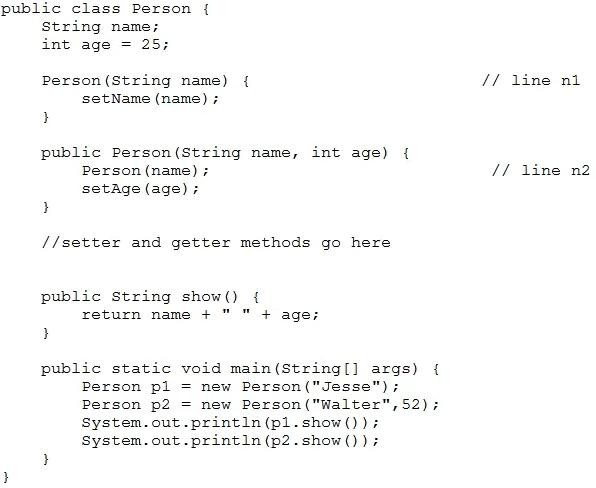 public class Person {
    String name;
    int age = 25;
    Person(String name) {                        // line n1
        setName(name);
    }
    public Person(String name, int age) {
        Person(name);                             // line n2
        setAge(age);
    }
    //setter and getter methods go here
    public String show() {
        return name + " " + age;
    }
    public static void main(String[] args) {
        Person p1 = new Person("Jesse");
        Person p2 = new Person("Walter",52);
        System.out.println(p1.show());
        System.out.println(p2.show());
    }
}